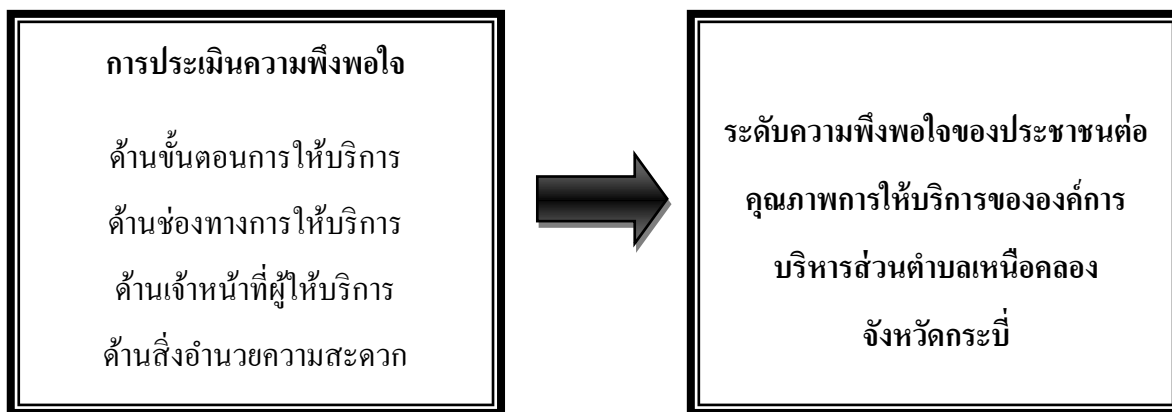 การประเมินความพึงพอใจ
ด้านขั้นตอนการให้บริการ
ด้านช่องทางการให้บริการ
ด้านเจ้าหน้าที่ผู้ให้บริการ
ด้านสิ่งอำนวยความสะดวก
ระดับความพึงพอใจของประชาชนต่อ
คุณภาพการให้บริการขององค์การ
บริหารส่วนตำบลเหนือคลอง
จังหวัดกระบี่